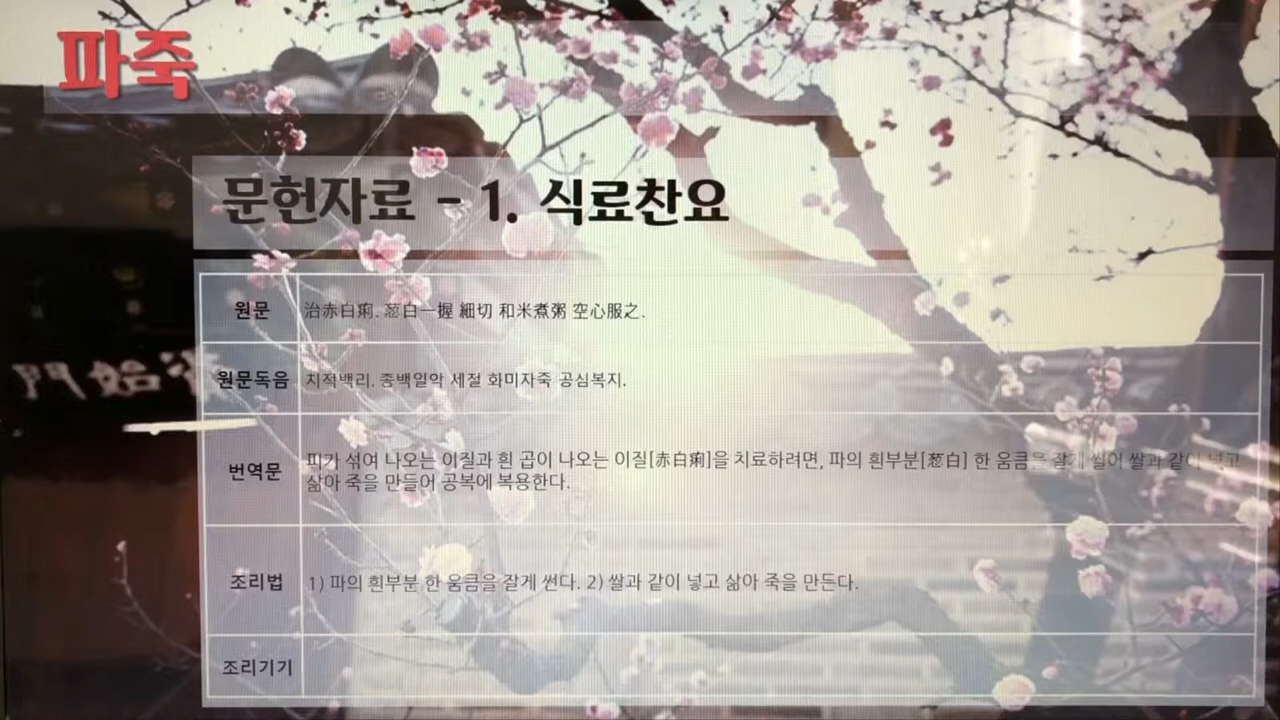 파죽
문헌자료 - 1. 식료찬요
원문 治赤白痢. 葱白一握 細切 和米煮粥 空心服之.
원문독음 치적백리. 총백일악 세절 화미자죽 공심복지.
번역문 피가 섞여 나오는 이질과 흰 곱이 나오는 이질[赤白痢]을 치료하려면, 파의 흰부분[葱白] 한 움큼을 잘게 썰어 쌀과 같이 넣고
삶아 죽을 만들어 공복에 복용한다.
조리법 1) 파의 흰부분 한 움큼을 잘게 썬다. 2) 쌀과 같이 넣고 삶아 죽을 만든다.
조리기기